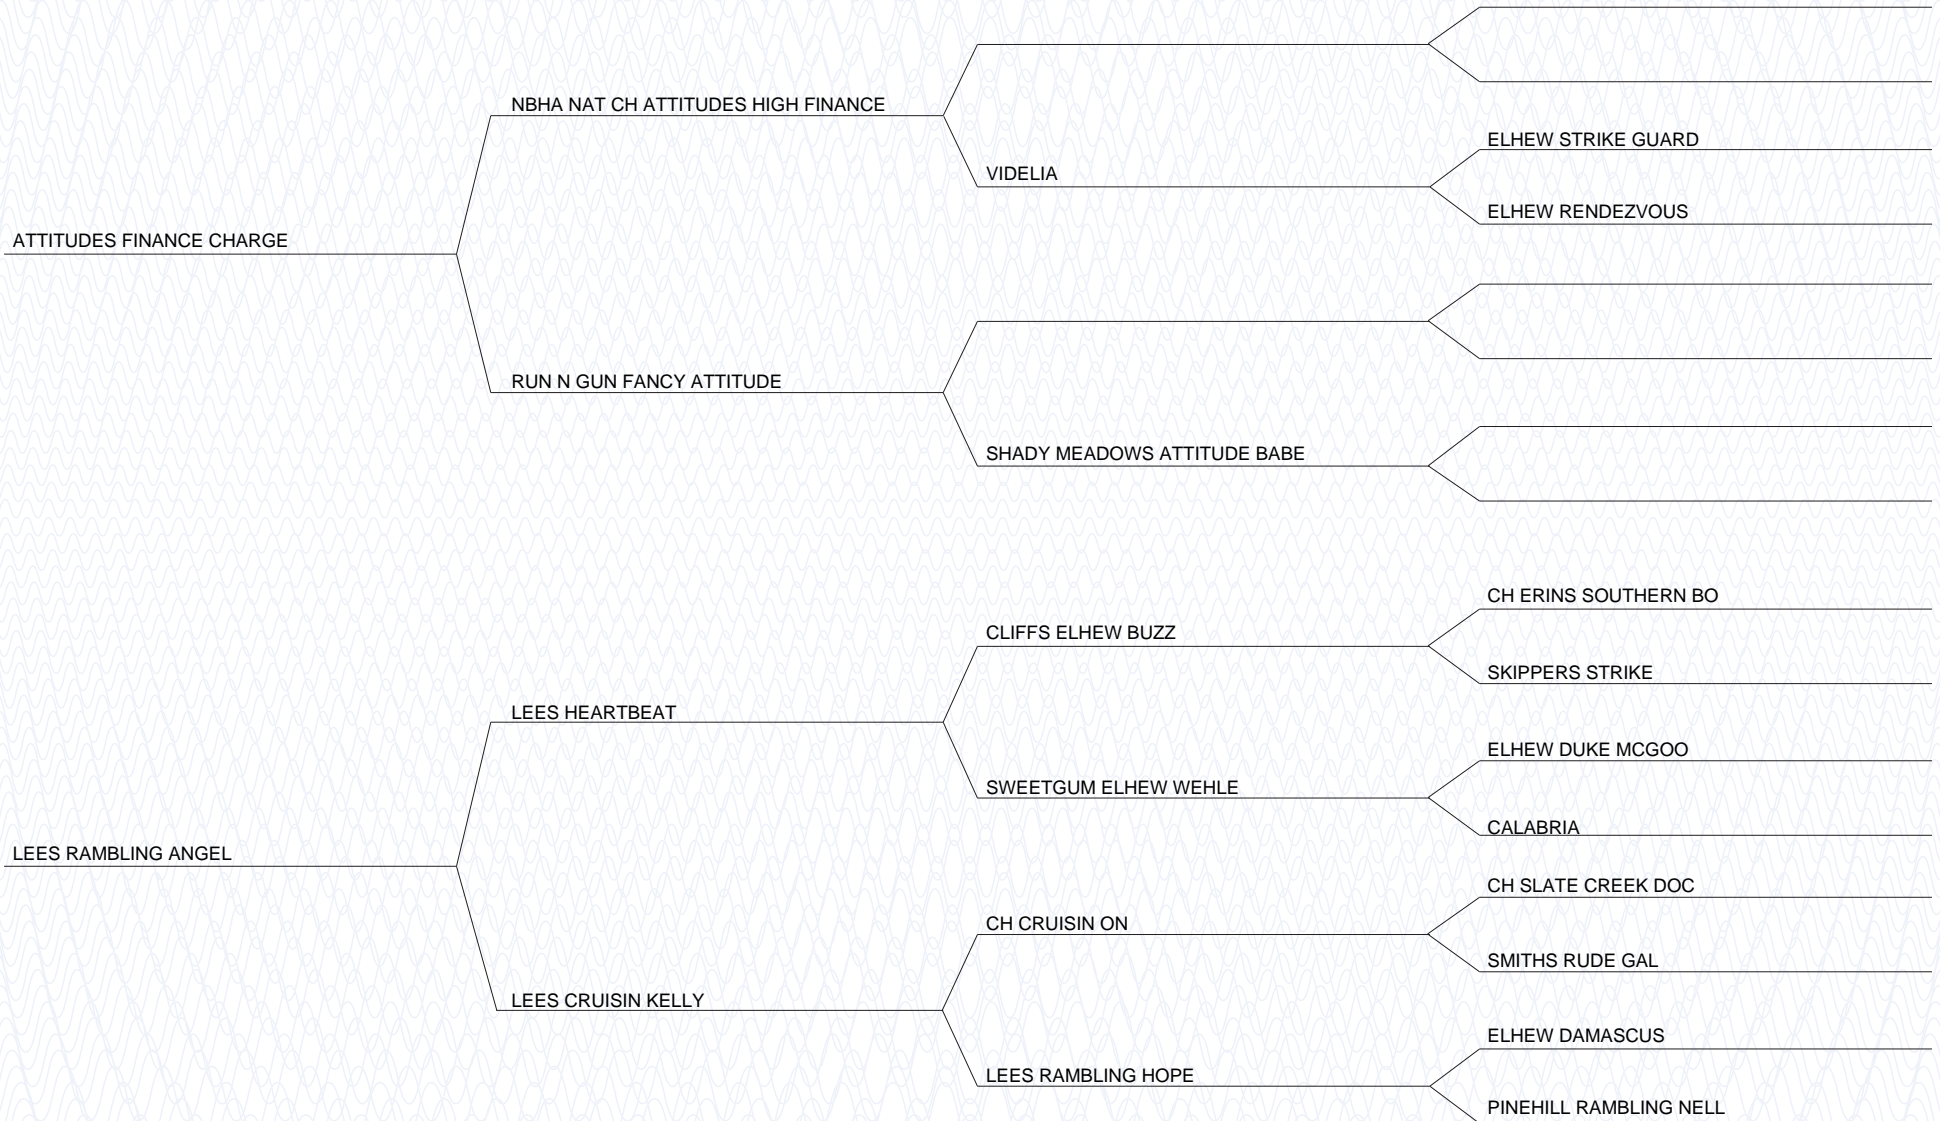 NBHA NAT CH ATTITUDES HIGH FINANCE
ELHEW STRIKE GUARD
VIDELIA
ELHEW RENDEZVOUS
ATTITUDES FINANCE CHARGE
RUN N GUN FANCY ATTITUDE
SHADY MEADOWS ATTITUDE BABE
CH ERINS SOUTHERN BO
CLIFFS ELHEW BUZZ
SKIPPERS STRIKE
LEES HEARTBEAT
ELHEW DUKE MCGOO
SWEETGUM ELHEW WEHLE
CALABRIA
LEES RAMBLING ANGEL
CH SLATE CREEK DOC
CH CRUISIN ON
SMITHS RUDE GAL
LEES CRUISIN KELLY
ELHEW DAMASCUS
LEES RAMBLING HOPE
PINEHILL RAMBLING NELL